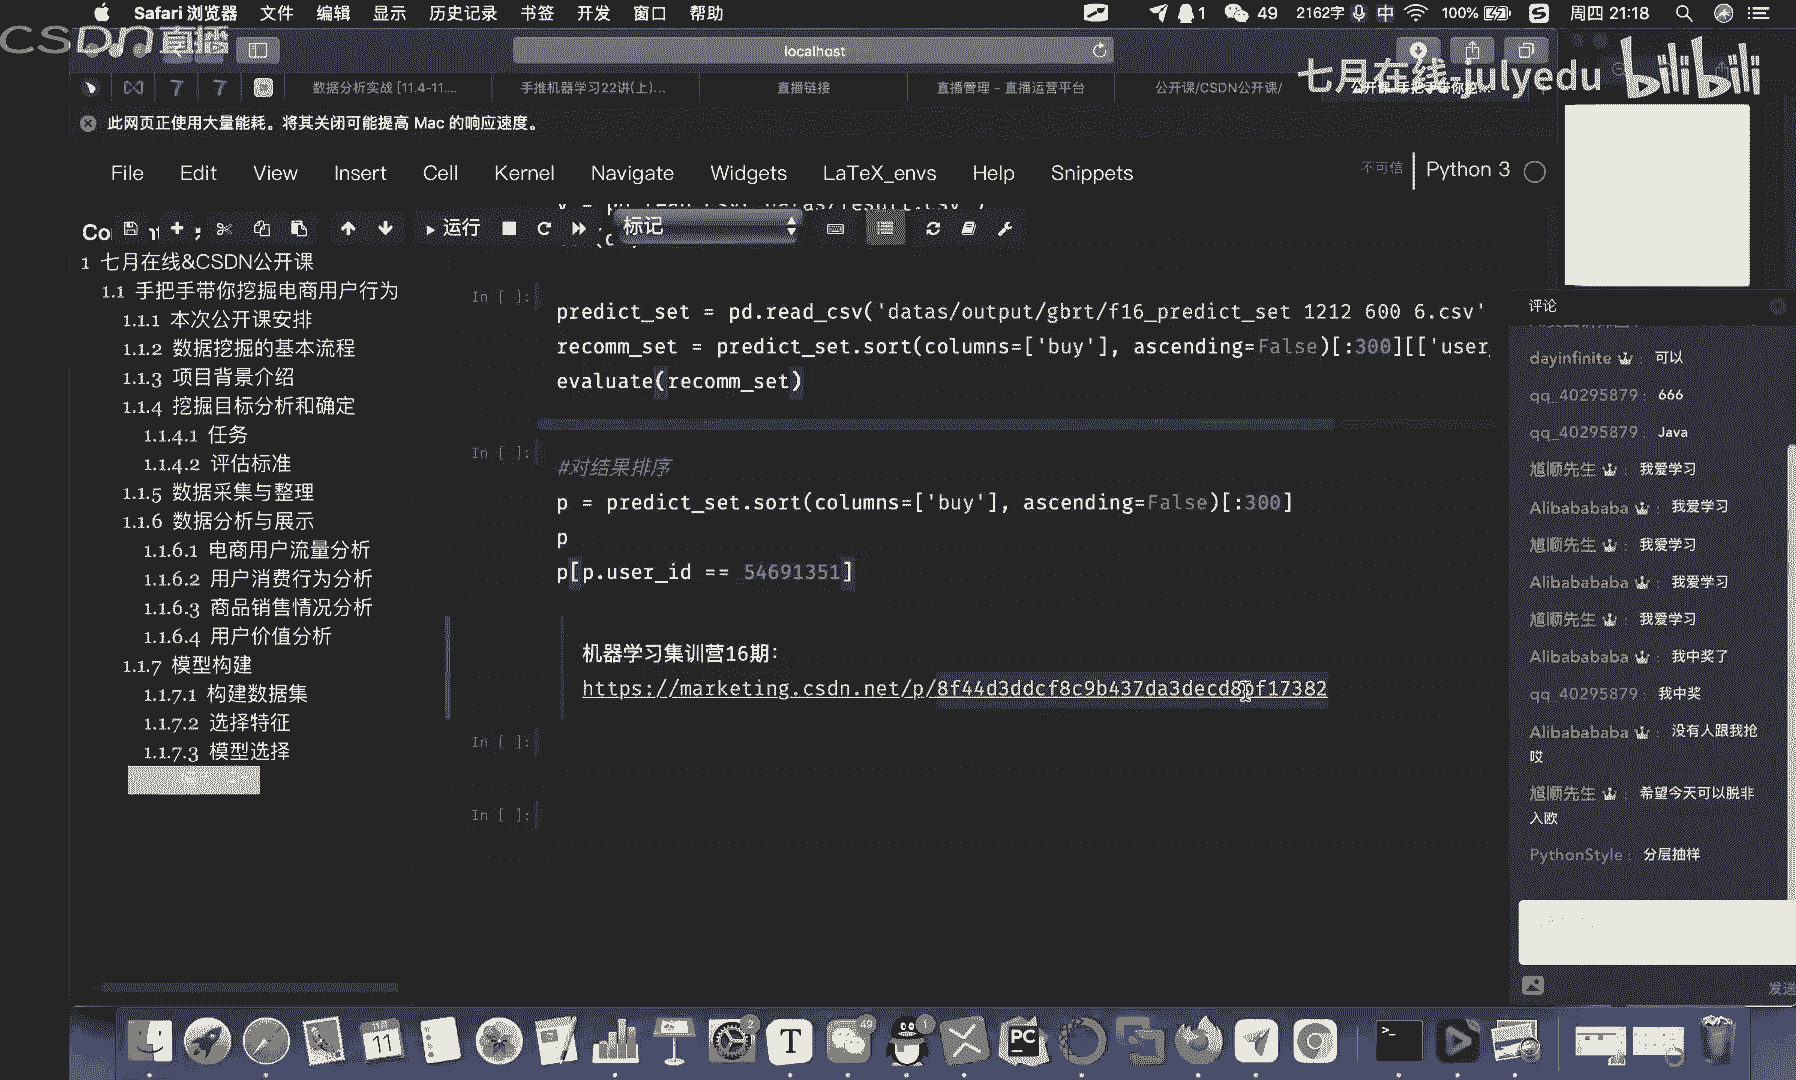 Safari 浏览器 文件 编辑 显示 历史记录 书签 开发 窗口 帮助
1 49 2162字 中 100% 周四 21:18
CSDN直播
localhost
七月在线-julyedu bilibili
7 7 数据分析实战 [11.4-11.... 手推机器学习22讲(上)... 直播链接 直播管理 - 直播运营平台 公开课/CSDN公开课/
此网页正使用大量能耗。将其关闭可能提高 Mac 的响应速度。
File Edit View Insert Cell Kernel Navigate Widgets LaTeX_envs Help Snippets
不可信 Python 3
运行 标记
1 七月在线&CSDN公开课
1.1 手把手带你挖掘电商用户行为
1.1.1 本次公开课安排
1.1.2 数据挖掘的基本流程
1.1.3 项目背景介绍
1.1.4 挖掘目标分析和确定
1.1.4.1 任务
1.1.4.2 评估标准
1.1.5 数据采集与整理
1.1.6 数据分析与展示
1.1.6.1 电商用户流量分析
1.1.6.2 用户消费行为分析
1.1.6.3 商品销售情况分析
1.1.6.4 用户价值分析
1.1.7 模型构建
1.1.7.1 构建数据集
1.1.7.2 选择特征
1.1.7.3 模型选择
In [ ]:
predict_set = pd.read_csv('datas/output/gbrt/f16_predict_set 1212 600 6.csv'
recomm_set = predict_set.sort(columns=['buy'], ascending=False)[:300][['user_
evaluate(recomm_set)
In [ ]:
#对结果排序
p = predict_set.sort(columns=['buy'], ascending=False)[:300]
p
p[p.user_id == 54691351]
机器学习集训营16期：
In [ ]:
In [ ]:
评论
dayinfinite : 可以
qq_40295879 : 666
qq_40295879 : Java
馗顺先生 : 我爱学习
Alibabababa : 我爱学习
馗顺先生 : 我爱学习
Alibabababa : 我爱学习
馗顺先生 : 我爱学习
Alibabababa : 我中奖了
qq_40295879 : 我中奖
Alibabababa : 没有人跟我抢
哎
馗顺先生 : 希望今天可以脱非
入欧
PythonStyle : 分层抽样
发送
11
2
T
49
1
PC